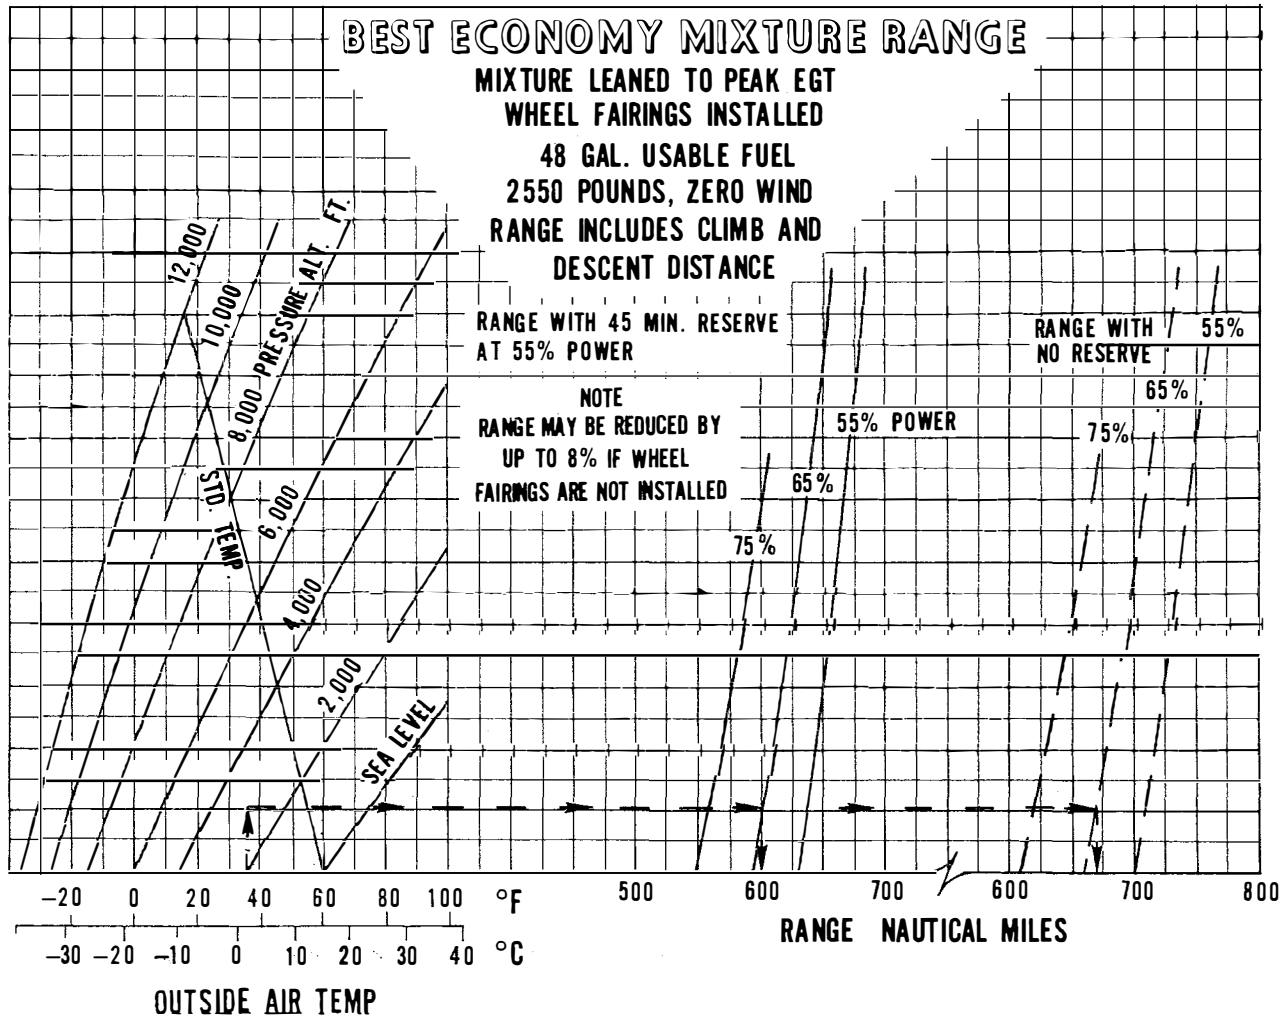 BEST ECONOMY MIXTURE RANGE
MIXTURE LEANED TO PEAK EGT
WHEEL FAIRINGS INSTALLED
48 GAL. USABLE FUEL
2550 POUNDS, ZERO WIND
RANGE INCLUDES CLIMB AND
DESCENT DISTANCE
RANGE WITH 45 MIN. RESERVE
AT 55% POWER
NOTE
RANGE MAY BE REDUCED BY
UP TO 8% IF WHEEL
FAIRINGS ARE NOT INSTALLED
12,000
10,000
8,000 PRESSURE ALT. FT.
6,000
4,000
2,000
SEA LEVEL
STD. TEMP.
75%
65%
55% POWER
RANGE WITH
NO RESERVE
55%
65%
75%
-20 0 20 40 60 80 100 °F
-30 -20 -10 0 10 20 30 40 °C
OUTSIDE AIR TEMP
500 600 700 600 700 800
RANGE NAUTICAL MILES